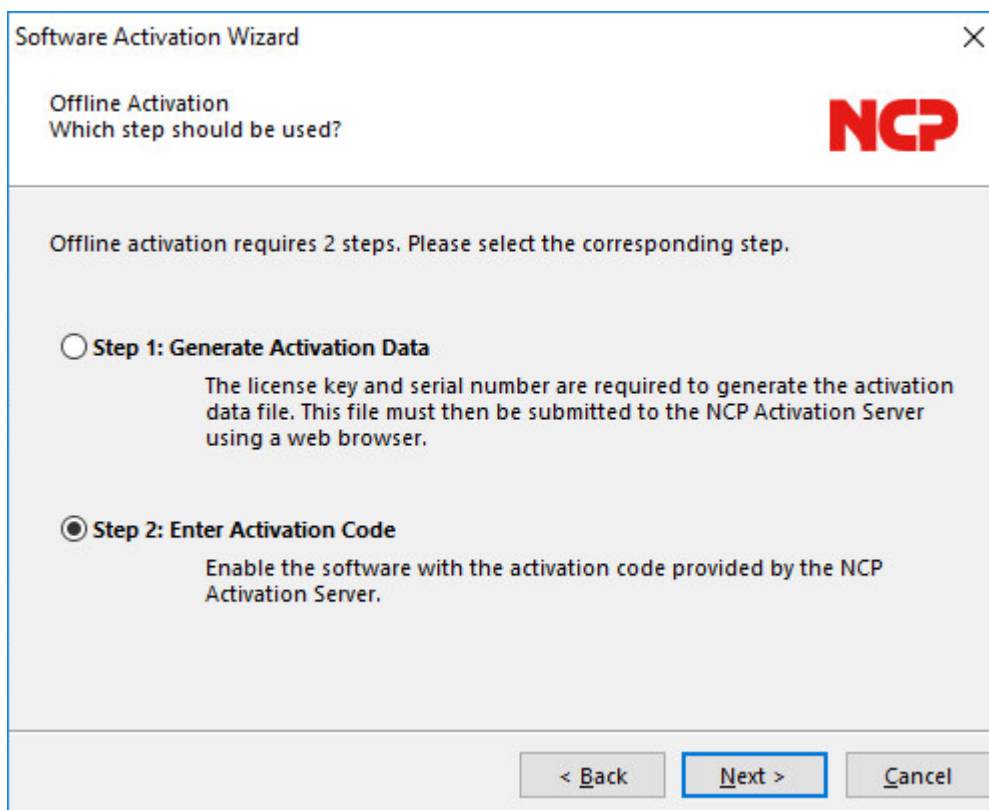 Software Activation Wizard
Offline Activation
Which step should be used?
NCP
Offline activation requires 2 steps. Please select the corresponding step.
Step 1: Generate Activation Data
The license key and serial number are required to generate the activation
data file. This file must then be submitted to the NCP Activation Server
using a web browser.
Step 2: Enter Activation Code
Enable the software with the activation code provided by the NCP
Activation Server.
< Back Next > Cancel